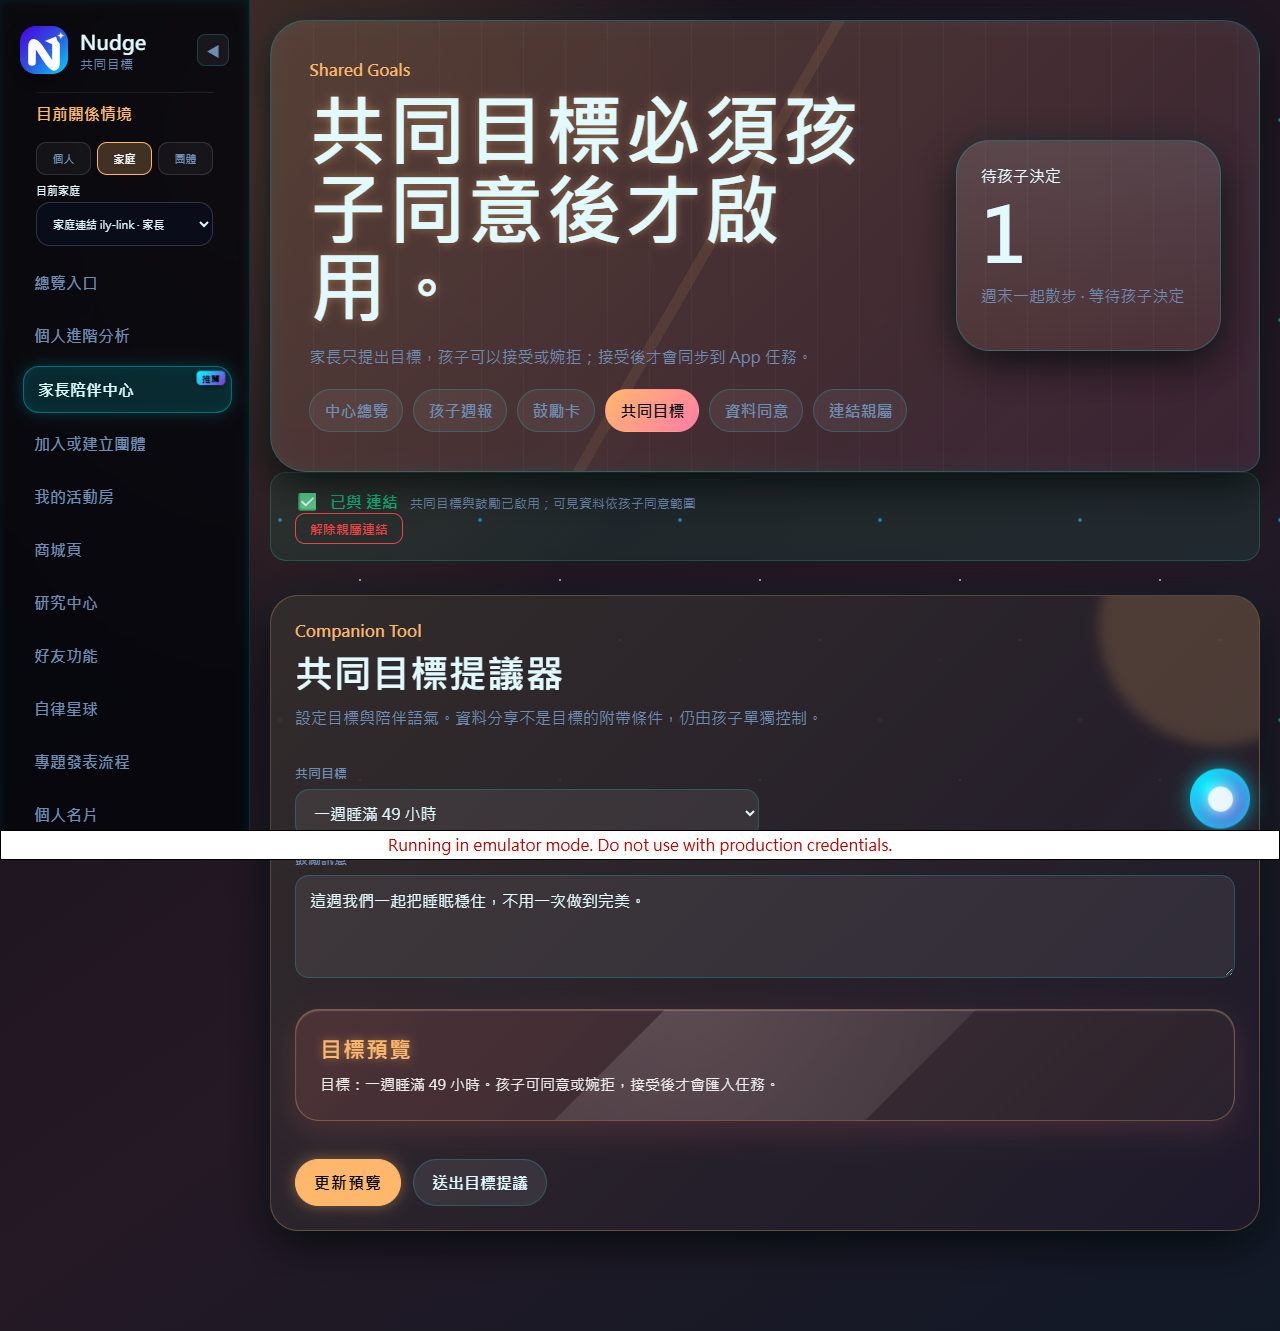 Nudge
共同目標
◀
目前關係情境
個人
家庭
團體
目前家庭
家庭連結 ily-link · 家長
總覽入口
個人進階分析
家長陪伴中心
推薦
加入或建立團體
我的活動房
商城頁
研究中心
好友功能
自律星球
專題發表流程
個人名片
Shared Goals
共同目標必須孩
子同意後才啟
用。
家長只提出目標，孩子可以接受或婉拒；接受後才會同步到 App 任務。
中心總覽
孩子週報
鼓勵卡
共同目標
資料同意
連結親屬
待孩子決定
1
週末一起散步 · 等待孩子決定
✅ 已與 連結 共同目標與鼓勵已啟用；可見資料依孩子同意範圍
解除親屬連結
Companion Tool
共同目標提議器
設定目標與陪伴語氣。資料分享不是目標的附帶條件，仍由孩子單獨控制。
共同目標
一週睡滿 49 小時
Running in emulator mode. Do not use with production credentials.
這週我們一起把睡眠穩住，不用一次做到完美。
目標預覽
目標：一週睡滿 49 小時。孩子可同意或婉拒，接受後才會匯入任務。
更新預覽
送出目標提議